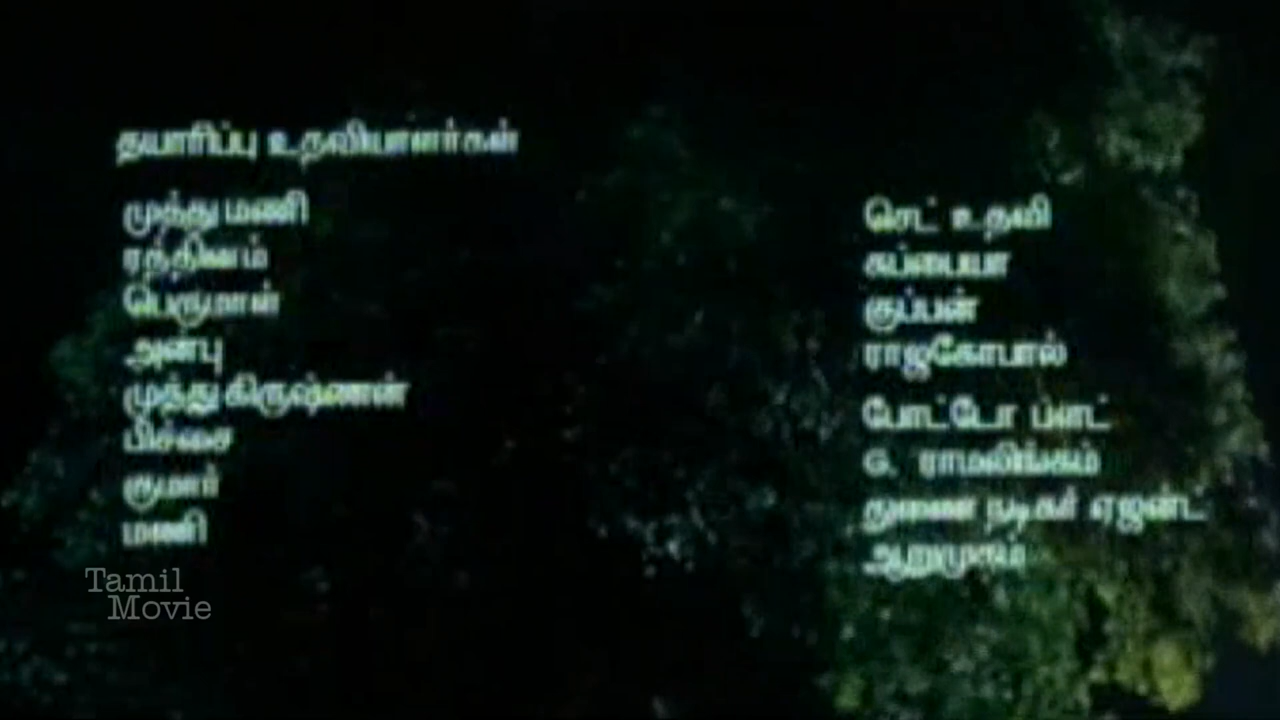 தயாரிப்பு உதவியாளர்கள்
முத்து மணி
ரத்தினம்
பெருமாள்
அன்பு
முத்து கிருஷ்ணன்
பிச்சை
குமார்
மணி
செட் உதவி
சுப்பையா
குப்பன்
ராஜகோபால்
போட்டோ ப்ளட்
G. ராமலிங்கம்
துணை நடிகர் ஏஜண்ட்
ஆறுமுகம்
Tamil
Movie